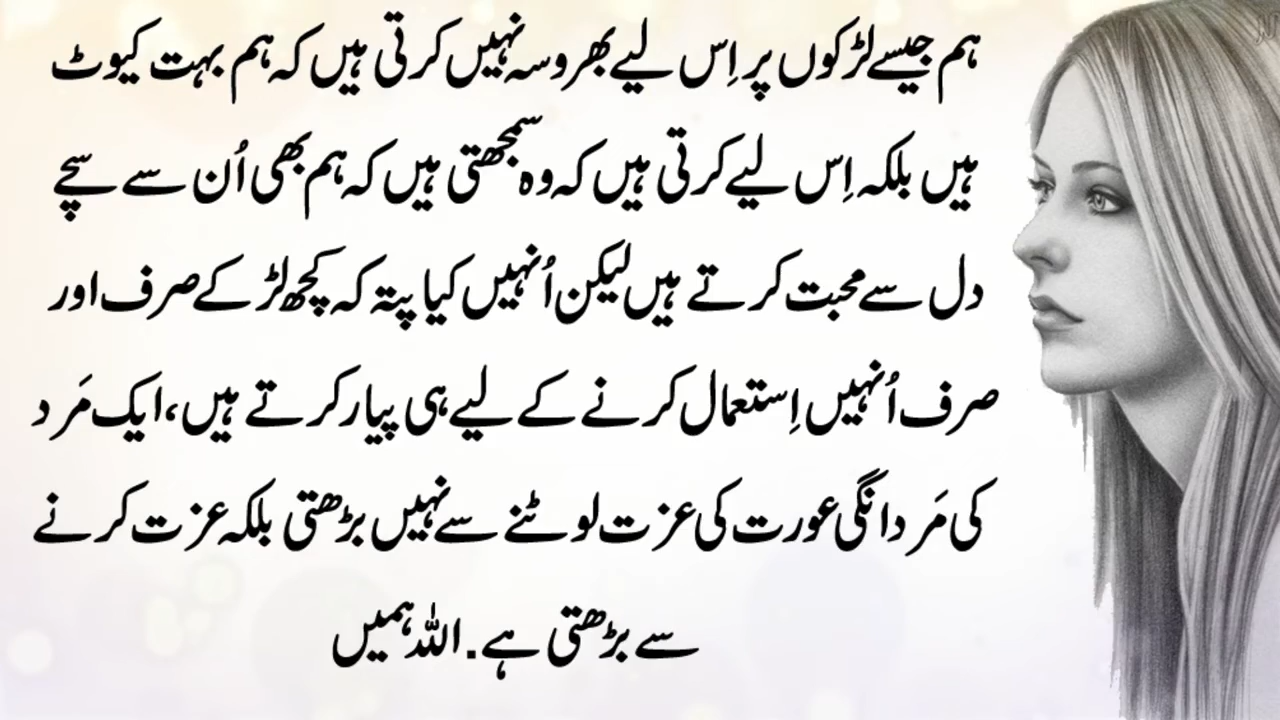 ہم جیسے لڑکوں پر اِس لیے بھروسہ نہیں کرتی ہیں کہ ہم بہت کیوٹ
ہیں بلکہ اِس لیے کرتی ہیں کہ وہ سمجھتی ہیں کہ ہم بھی اُن سے سچے
دل سے محبت کرتے ہیں لیکن اُنہیں کیا پتہ کہ کچھ لڑکے صرف اور
صرف اُنہیں اِستعمال کرنے کے لیے ہی پیار کرتے ہیں، ایک مَرد
کی مَردانگی عورت کی عزت لوٹنے سے نہیں بڑھتی بلکہ عزت کرنے
سے بڑھتی ہے. اللہ ہمیں